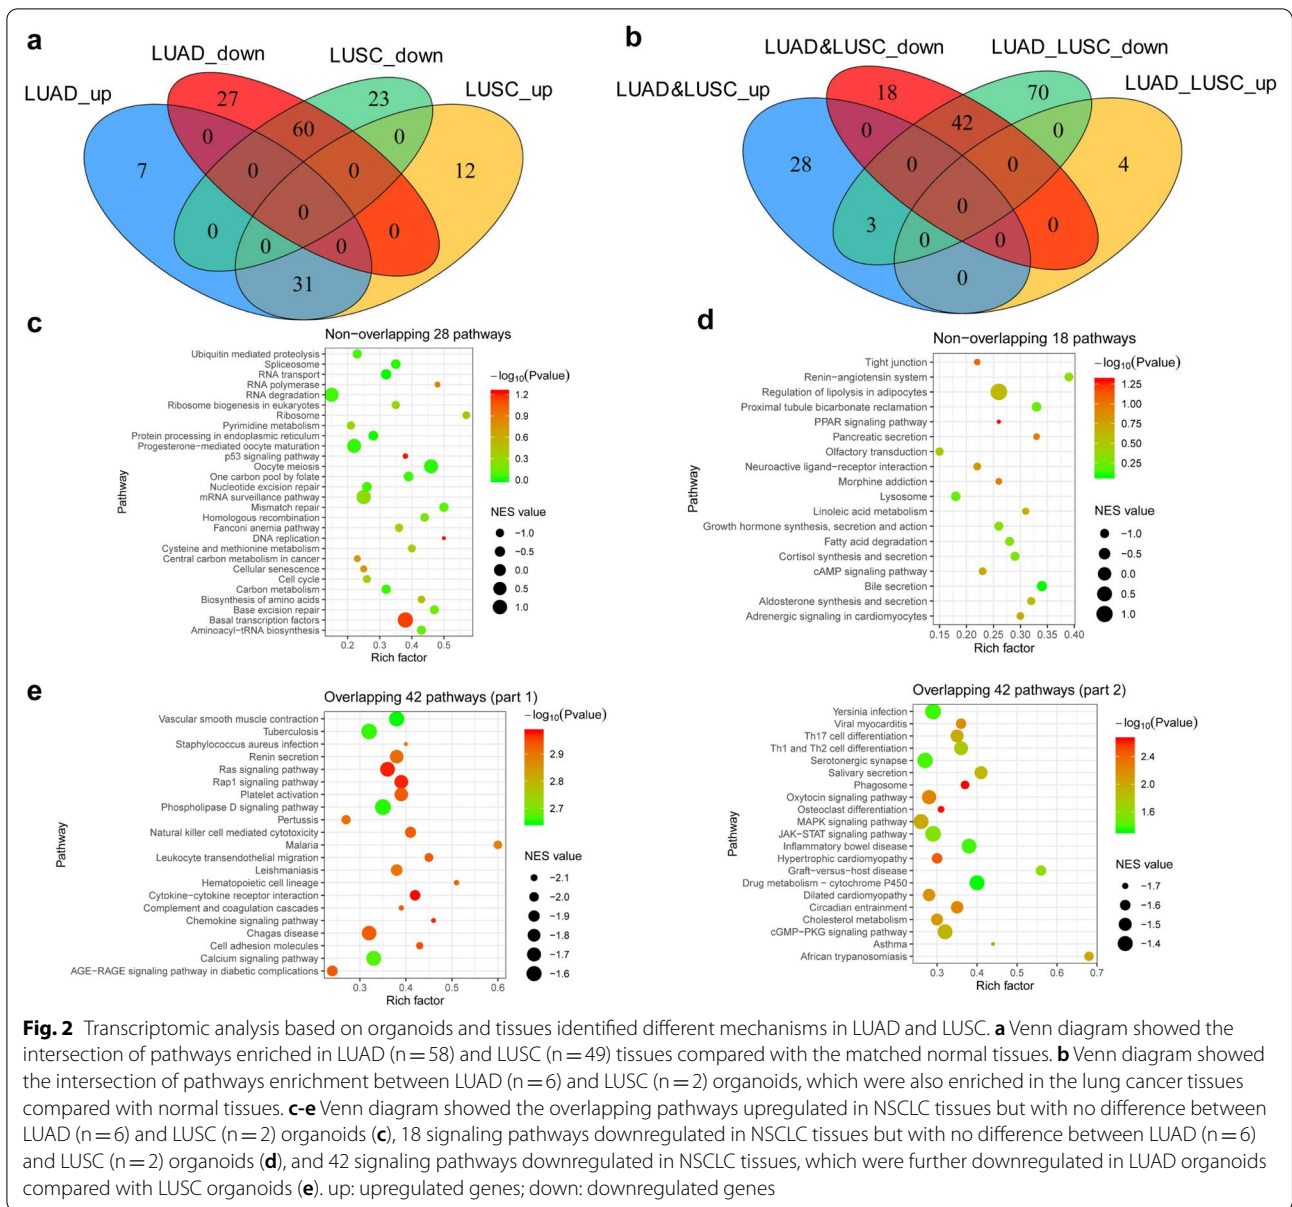 a
LUAD_down
LUSC_down
LUAD_up
LUSC_up
27
23
0
60
0
7
0
0
12
0
0
0
0
0
31
b
LUAD&LUSC_down
LUAD_LUSC_down
LUAD&LUSC_up
LUAD_LUSC_up
18
70
0
42
0
28
0
0
4
0
3
0
0
0
0
c
Non-overlapping 28 pathways
Pathway
Ubiquitin mediated proteolysis
Spliceosome
RNA transport
RNA polymerase
RNA degradation
Ribosome biogenesis in eukaryotes
Ribosome
Pyrimidine metabolism
Protein processing in endoplasmic reticulum
Progesterone-mediated oocyte maturation
p53 signaling pathway
Oocyte meiosis
One carbon pool by folate
Nucleotide excision repair
mRNA surveillance pathway
Mismatch repair
Homologous recombination
Fanconi anemia pathway
DNA replication
Cysteine and methionine metabolism
Central carbon metabolism in cancer
Cellular senescence
Cell cycle
Carbon metabolism
Biosynthesis of amino acids
Base excision repair
Basal transcription factors
Aminoacyl-tRNA biosynthesis
0.2 0.3 0.4 0.5
Rich factor
-log10(Pvalue)
1.2
0.9
0.6
0.3
0.0
NES value
-1.0
-0.5
0.0
0.5
1.0
d
Non-overlapping 18 pathways
Pathway
Tight junction
Renin-angiotensin system
Regulation of lipolysis in adipocytes
Proximal tubule bicarbonate reclamation
PPAR signaling pathway
Pancreatic secretion
Olfactory transduction
Neuroactive ligand-receptor interaction
Morphine addiction
Lysosome
Linoleic acid metabolism
Growth hormone synthesis, secretion and action
Fatty acid degradation
Cortisol synthesis and secretion
cAMP signaling pathway
Bile secretion
Aldosterone synthesis and secretion
Adrenergic signaling in cardiomyocytes
0.15 0.20 0.25 0.30 0.35 0.40
Rich factor
-log10(Pvalue)
1.25
1.00
0.75
0.50
0.25
NES value
-1.0
-0.5
0.0
0.5
1.0
e
Overlapping 42 pathways (part 1)
Pathway
Vascular smooth muscle contraction
Tuberculosis
Staphylococcus aureus infection
Renin secretion
Ras signaling pathway
Rap1 signaling pathway
Platelet activation
Phospholipase D signaling pathway
Pertussis
Natural killer cell mediated cytotoxicity
Malaria
Leukocyte transendothelial migration
Leishmaniasis
Hematopoietic cell lineage
Cytokine-cytokine receptor interaction
Complement and coagulation cascades
Chemokine signaling pathway
Chagas disease
Cell adhesion molecules
Calcium signaling pathway
AGE-RAGE signaling pathway in diabetic complications
0.3 0.4 0.5 0.6
Rich factor
-log10(Pvalue)
2.9
2.8
2.7
NES value
-2.1
-2.0
-1.9
-1.8
-1.7
-1.6
Overlapping 42 pathways (part 2)
Pathway
Yersinia infection
Viral myocarditis
Th17 cell differentiation
Th1 and Th2 cell differentiation
Serotonergic synapse
Salivary secretion
Phagosome
Oxytocin signaling pathway
Osteoclast differentiation
MAPK signaling pathway
JAK-STAT signaling pathway
Inflammatory bowel disease
Hypertrophic cardiomyopathy
Graft-versus-host disease
Drug metabolism - cytochrome P450
Dilated cardiomyopathy
Circadian entrainment
Cholesterol metabolism
cGMP-PKG signaling pathway
Asthma
African trypanosomiasis
0.3 0.4 0.5 0.6 0.7
Rich factor
-log10(Pvalue)
2.4
2.0
1.6
NES value
-1.7
-1.6
-1.5
-1.4
Fig. 2 Transcriptomic analysis based on organoids and tissues identified different mechanisms in LUAD and LUSC. a Venn diagram showed the
intersection of pathways enriched in LUAD (n = 58) and LUSC (n = 49) tissues compared with the matched normal tissues. b Venn diagram showed
the intersection of pathways enrichment between LUAD (n = 6) and LUSC (n = 2) organoids, which were also enriched in the lung cancer tissues
compared with normal tissues. c-e Venn diagram showed the overlapping pathways upregulated in NSCLC tissues but with no difference between
LUAD (n = 6) and LUSC (n = 2) organoids (c), 18 signaling pathways downregulated in NSCLC tissues but with no difference between LUAD (n = 6)
and LUSC (n = 2) organoids (d), and 42 signaling pathways downregulated in NSCLC tissues, which were further downregulated in LUAD organoids
compared with LUSC organoids (e). up: upregulated genes; down: downregulated genes